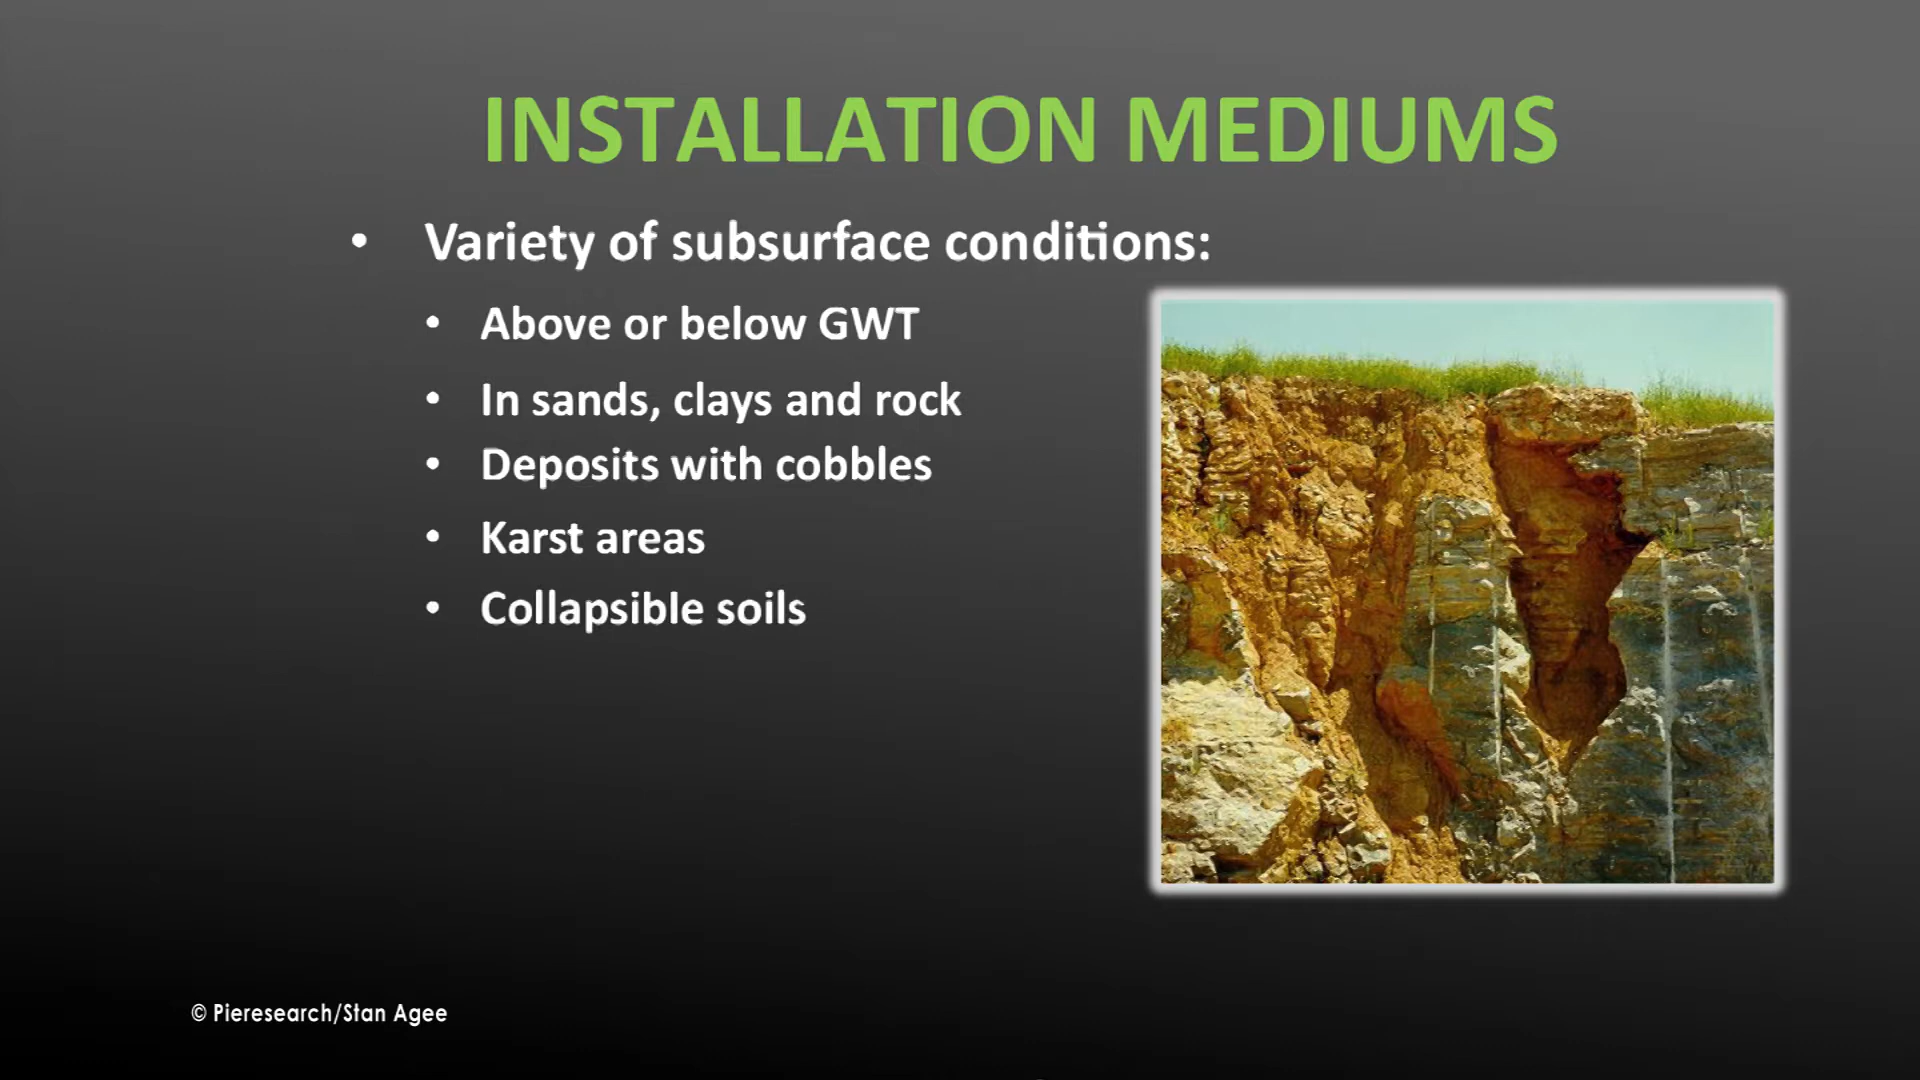 INSTALLATION MEDIUMS
• Variety of subsurface conditions:
• Above or below GWT
• In sands, clays and rock
• Deposits with cobbles
• Karst areas
• Collapsible soils
© Pieresearch/Stan Agee